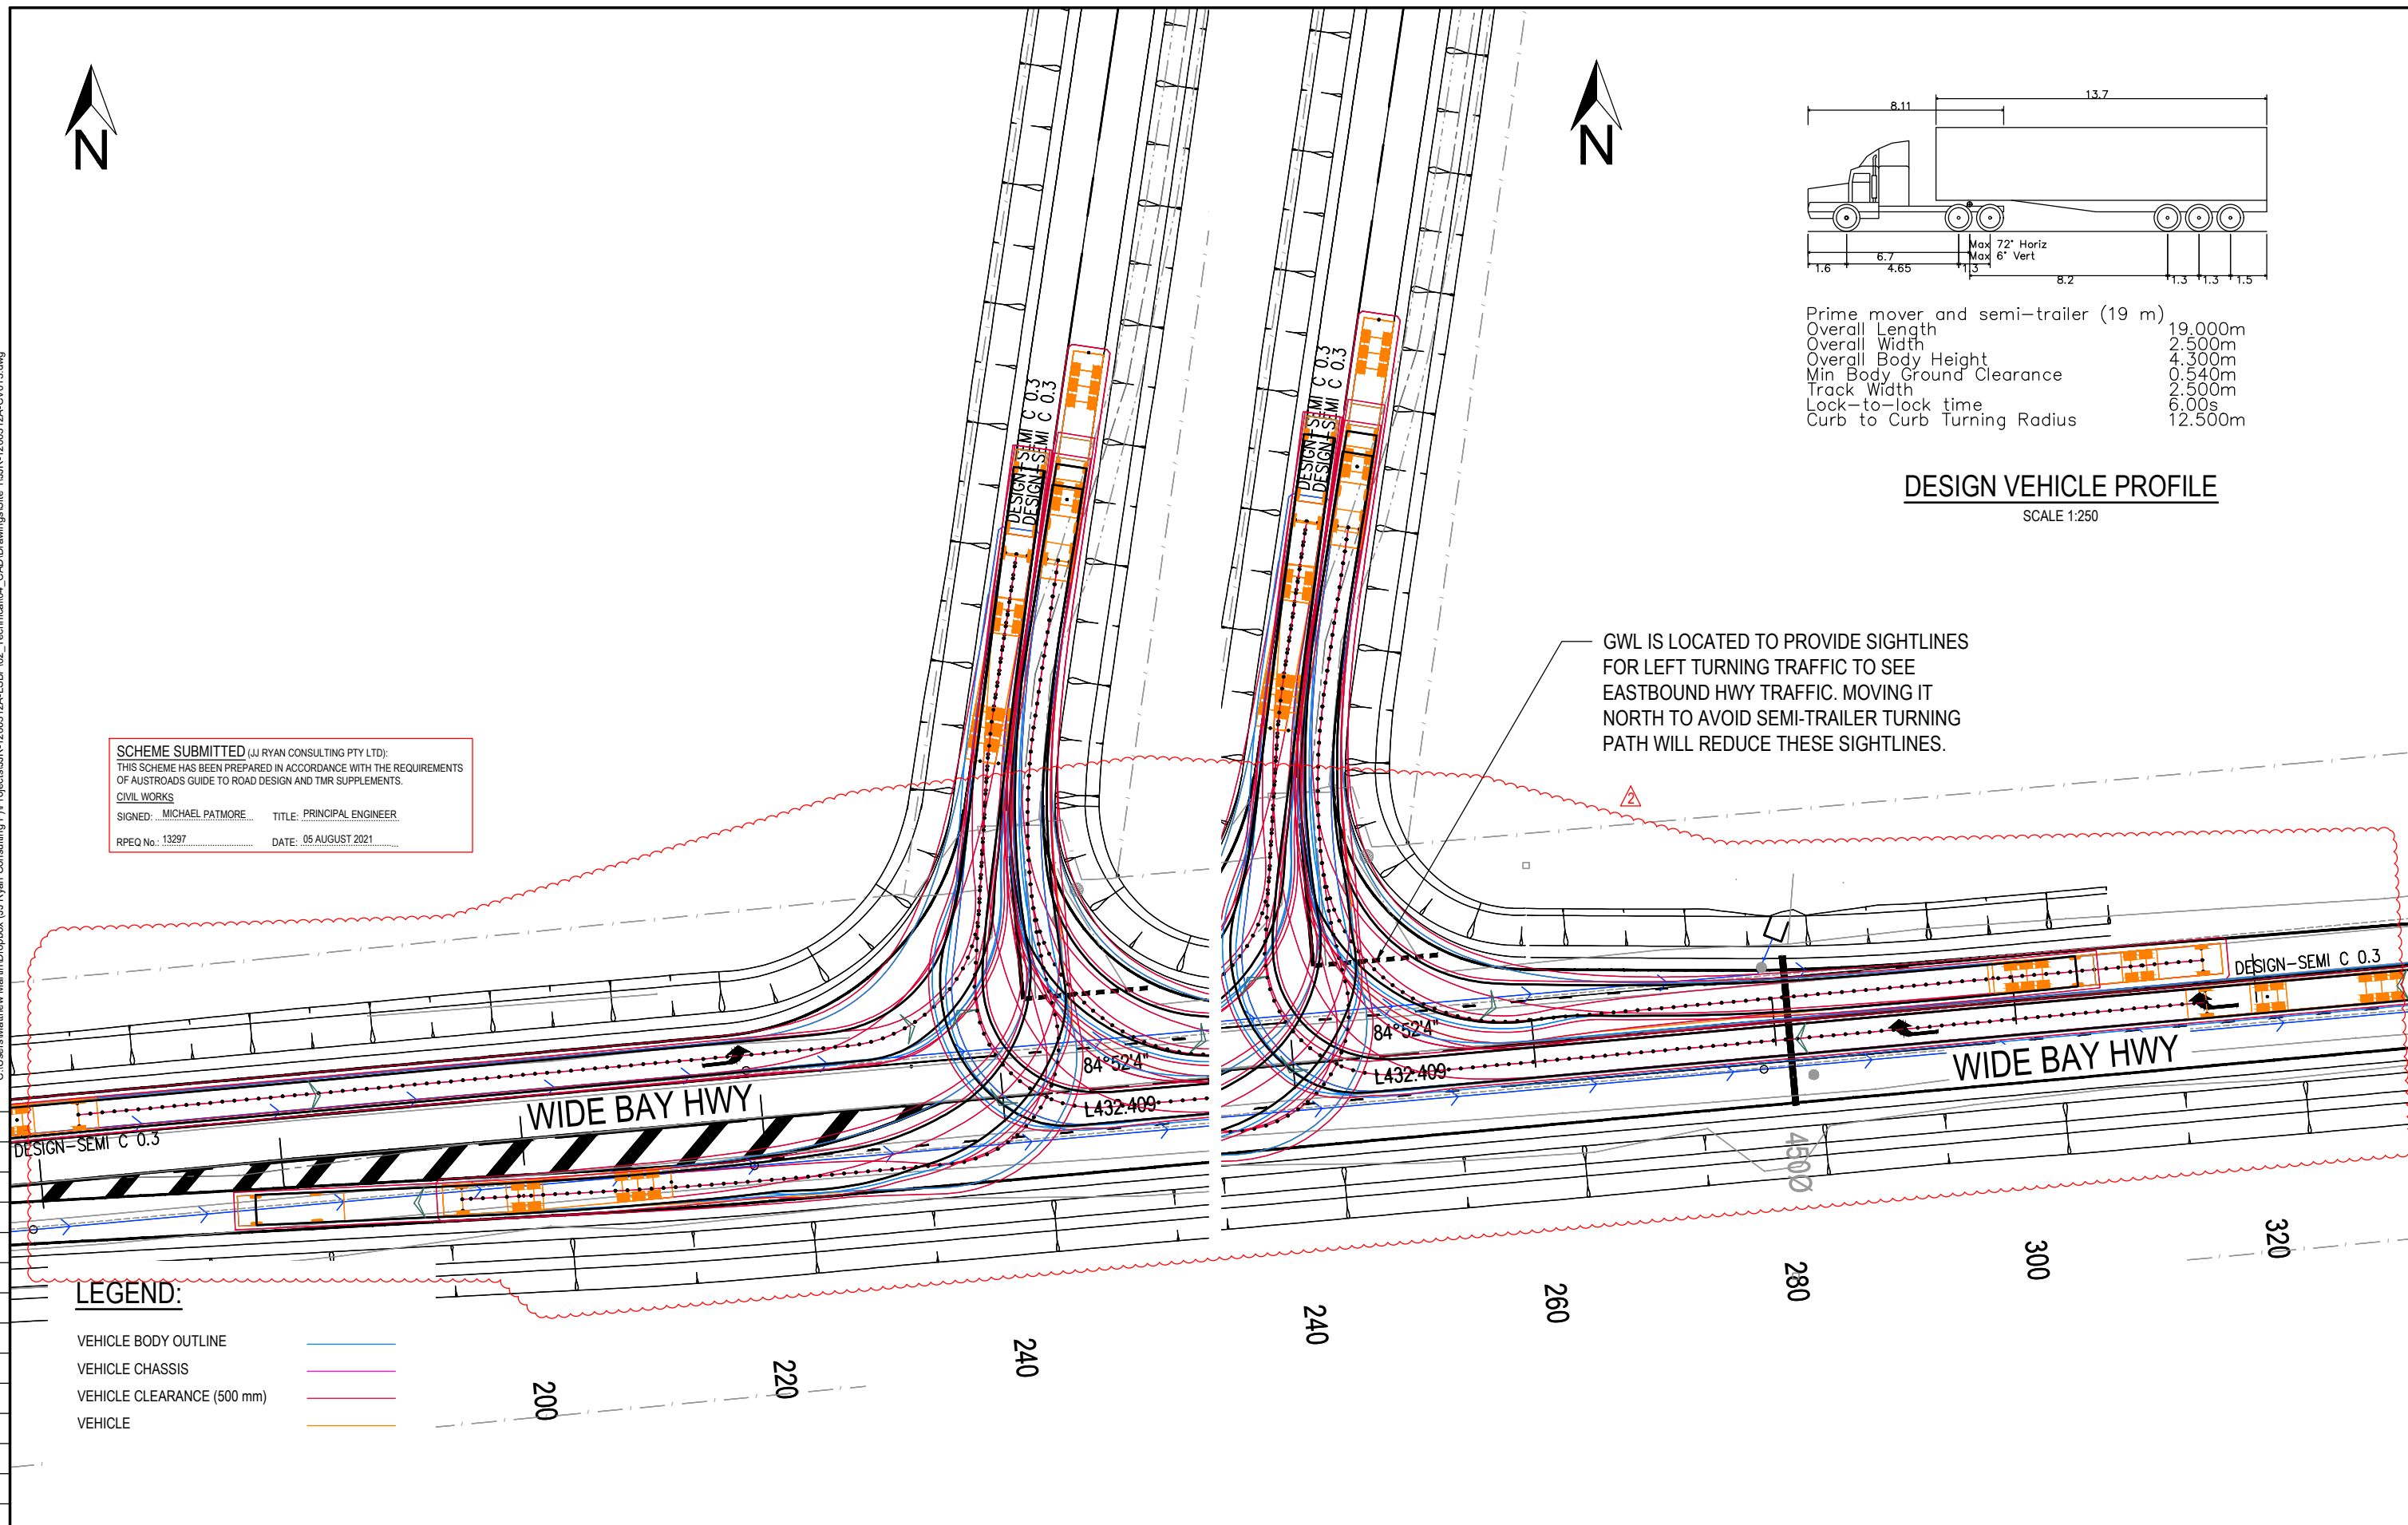 N
N
8.11
13.7
Max 72° Horiz
Max 6° Vert
6.7
1.6
4.65
1.3
8.2
1.3
1.3
1.5
Prime mover and semi-trailer (19 m)
Overall Length 19.000m
Overall Width 2.500m
Overall Body Height 4.300m
Min Body Ground Clearance 0.540m
Track Width 2.500m
Lock-to-lock time 6.00s
Curb to Curb Turning Radius 12.500m
DESIGN VEHICLE PROFILE
SCALE 1:250
DESIGN-SEMI C 0.3
DESIGN-SEMI C 0.3
DESIGN-SEMI C 0.3
DESIGN-SEMI C 0.3
GWL IS LOCATED TO PROVIDE SIGHTLINES
FOR LEFT TURNING TRAFFIC TO SEE
EASTBOUND HWY TRAFFIC. MOVING IT
NORTH TO AVOID SEMI-TRAILER TURNING
PATH WILL REDUCE THESE SIGHTLINES.
2
SCHEME SUBMITTED (JJ RYAN CONSULTING PTY LTD):
THIS SCHEME HAS BEEN PREPARED IN ACCORDANCE WITH THE REQUIREMENTS
OF AUSTROADS GUIDE TO ROAD DESIGN AND TMR SUPPLEMENTS.
CIVIL WORKS
SIGNED: MICHAEL PATMORE TITLE: PRINCIPAL ENGINEER
RPEQ No.: 13297 DATE: 05 AUGUST 2021
DESIGN-SEMI C 0.3
84°52'4"
84°52'4"
L432.409
L432.409
WIDE BAY HWY
WIDE BAY HWY
DESIGN-SEMI C 0.3
450Ø
200
220
240
240
260
280
300
320
LEGEND:
VEHICLE BODY OUTLINE
VEHICLE CHASSIS
VEHICLE CLEARANCE (500 mm)
VEHICLE